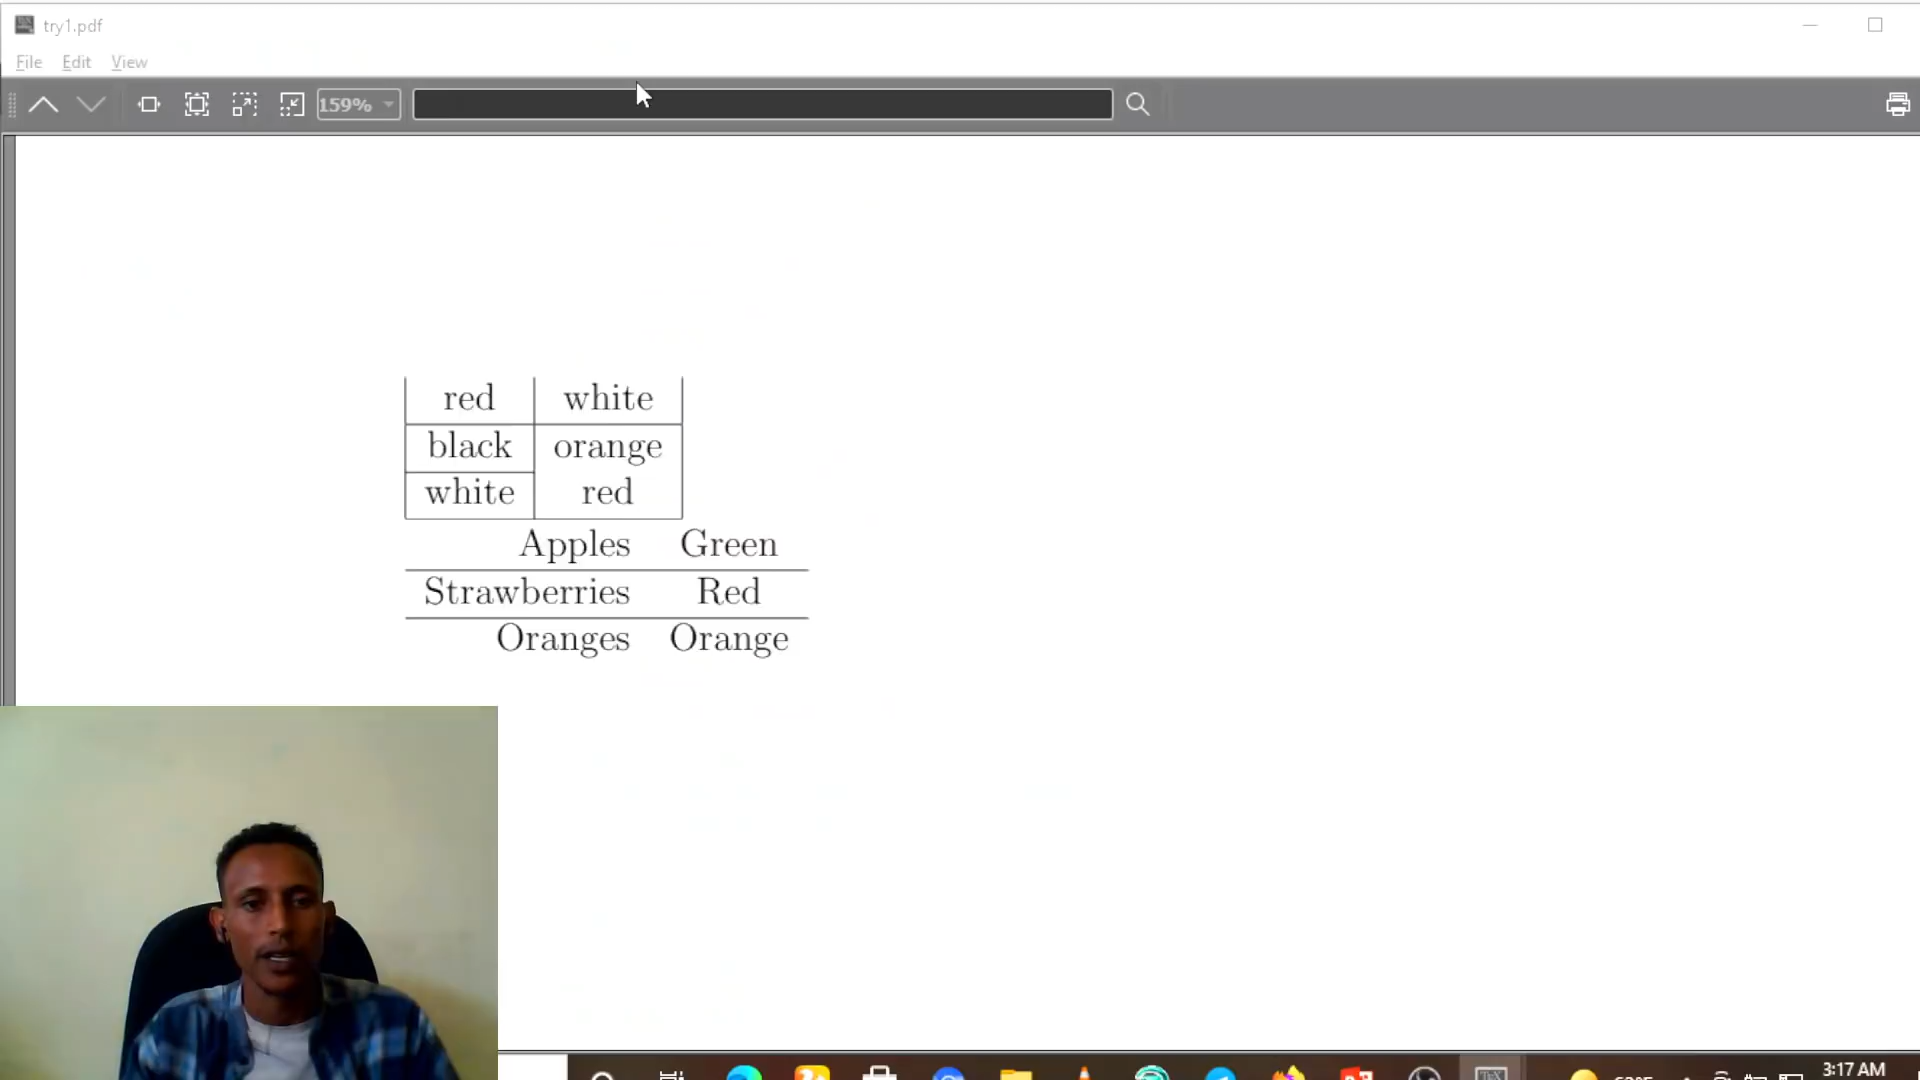 try1.pdf
File Edit View
159%
red white
black orange
white red
Apples Green
Strawberries Red
Oranges Orange
3:17 AM